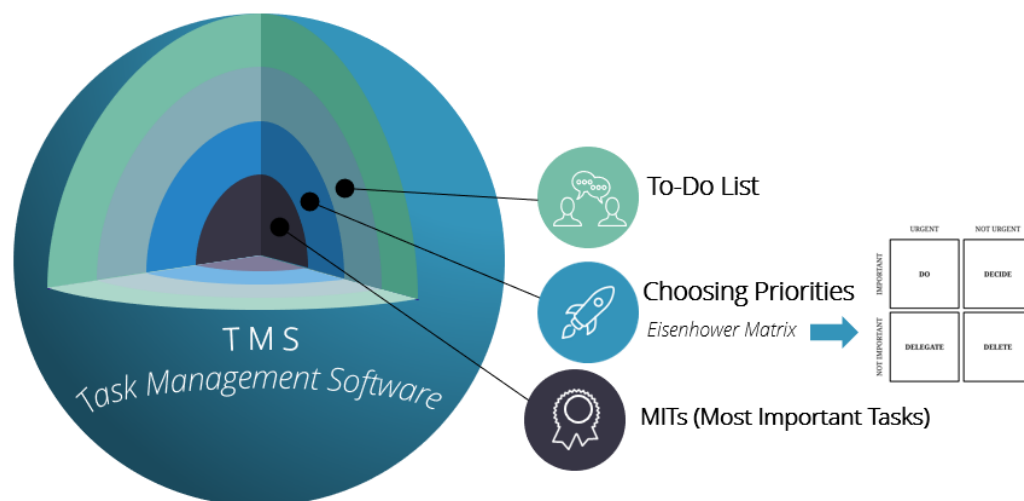 TMS
Task Management Software
To-Do List
Choosing Priorities
Eisenhower Matrix
MITs (Most Important Tasks)
URGENT
NOT URGENT
IMPORTANT
DO
DECIDE
NOT IMPORTANT
DELEGATE
DELETE